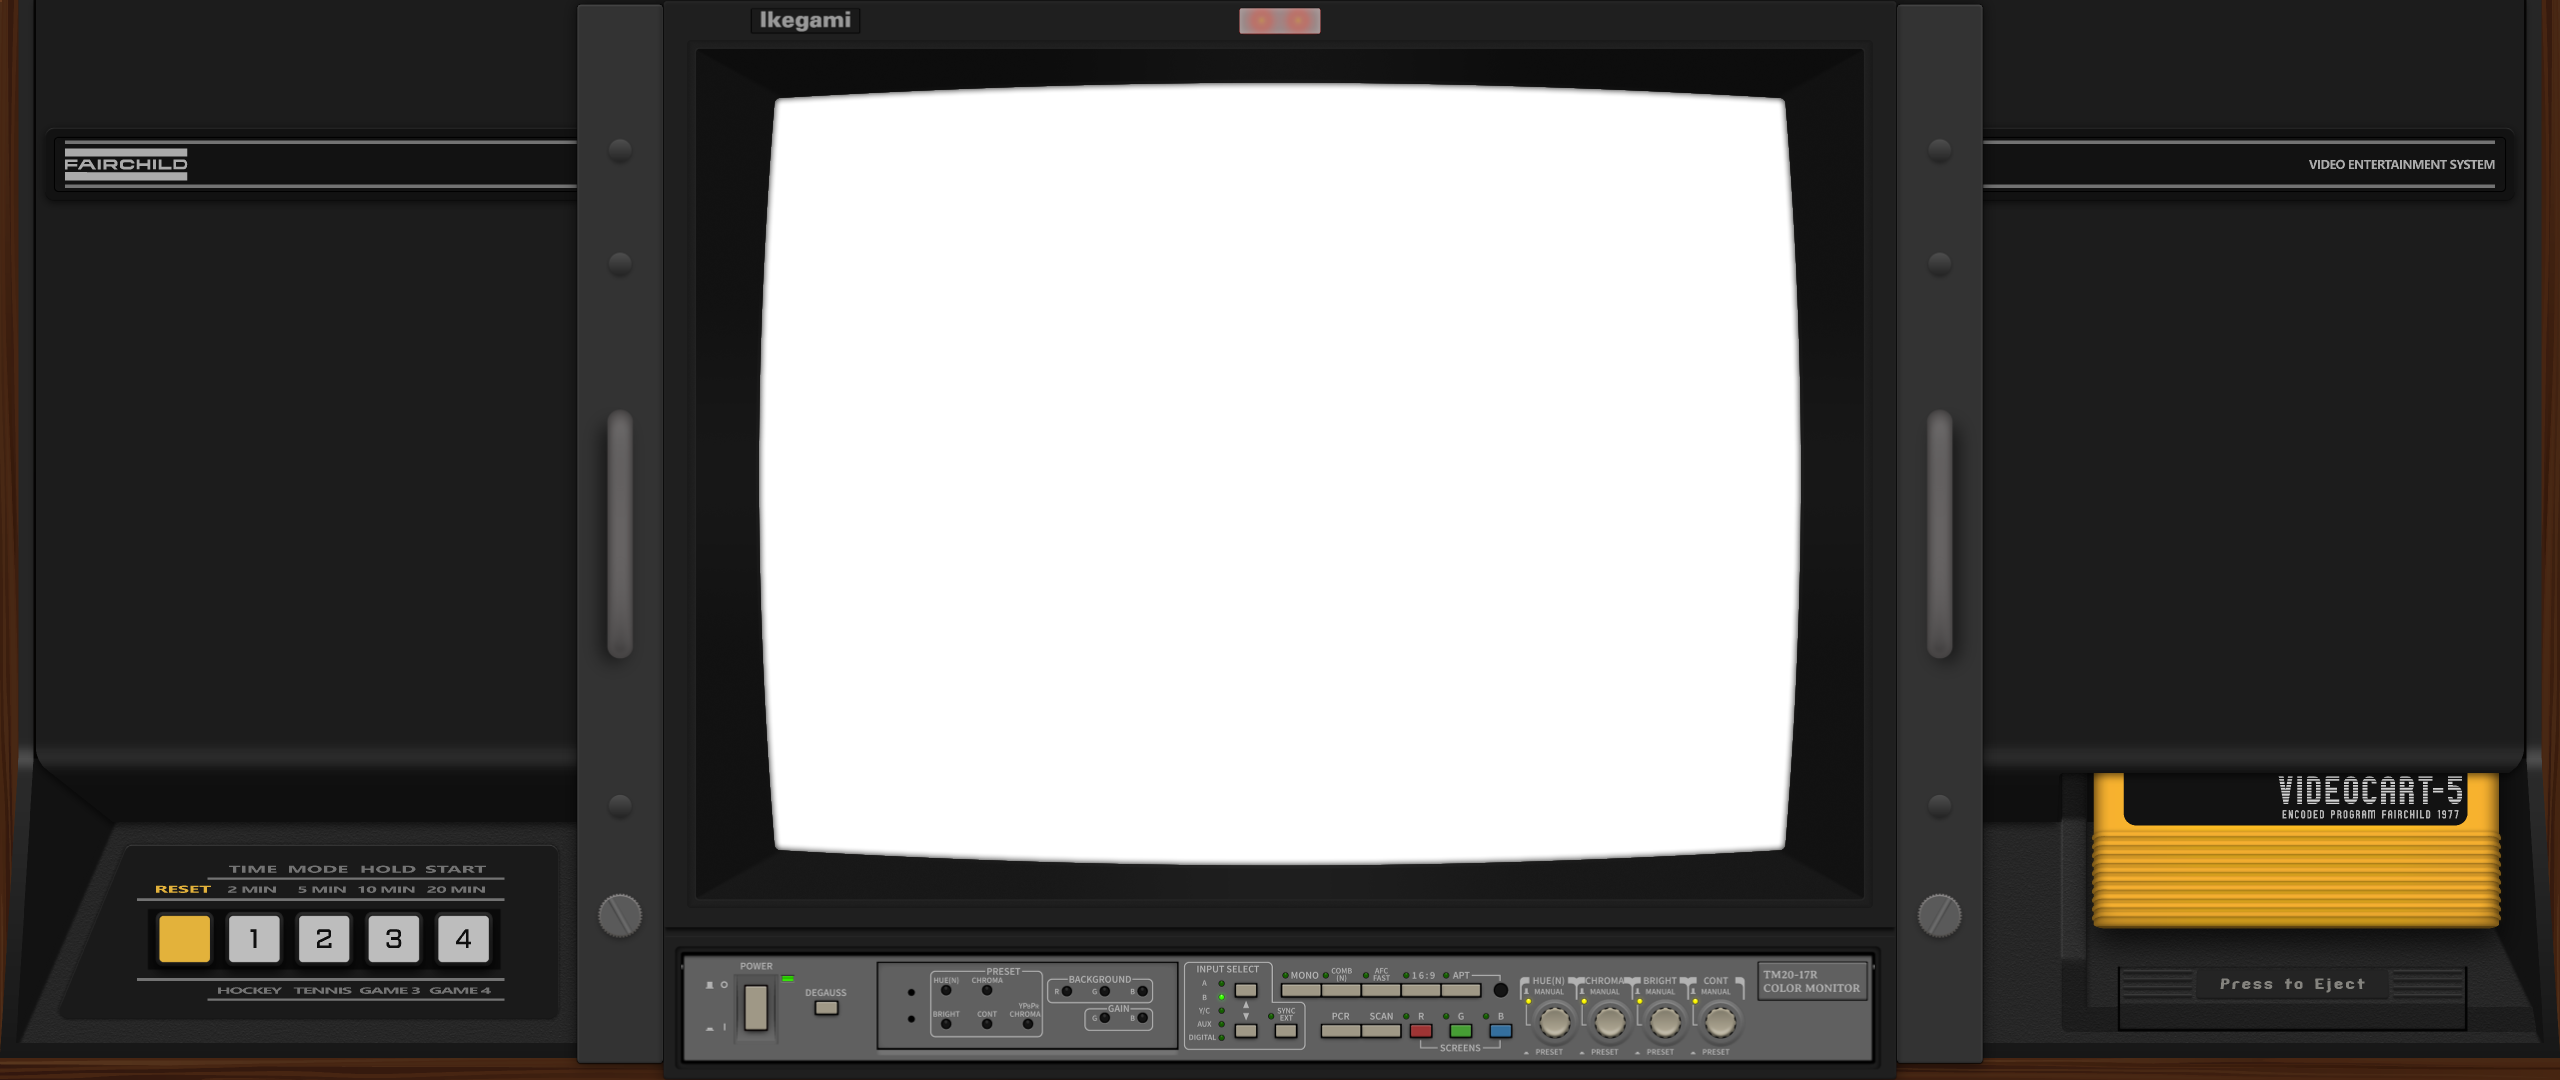 Ikegami
FAIRCHILD
VIDEO ENTERTAINMENT SYSTEM
VIDEOCART-5
ENCODED PROGRAM FAIRCHILD 1977
TIME MODE HOLD START
RESET 2 MIN 5 MIN 10 MIN 20 MIN
1 2 3 4
HOCKEY TENNIS GAME 3 GAME 4
Press to Eject
POWER
DEGAUSS
PRESET
HUE(N) CHROMA
BRIGHT CONT YPBPR CHROMA
BACKGROUND
R G B
GAIN
G B
INPUT SELECT
A
B
Y/C
AUX
DIGITAL
SYNC
EXT
MONO COMB (N) AFC FAST 16:9 APT
PCR SCAN R G B
SCREENS
HUE(N) CHROMA BRIGHT CONT
MANUAL MANUAL MANUAL MANUAL
PRESET PRESET PRESET PRESET
TM20-17R
COLOR MONITOR